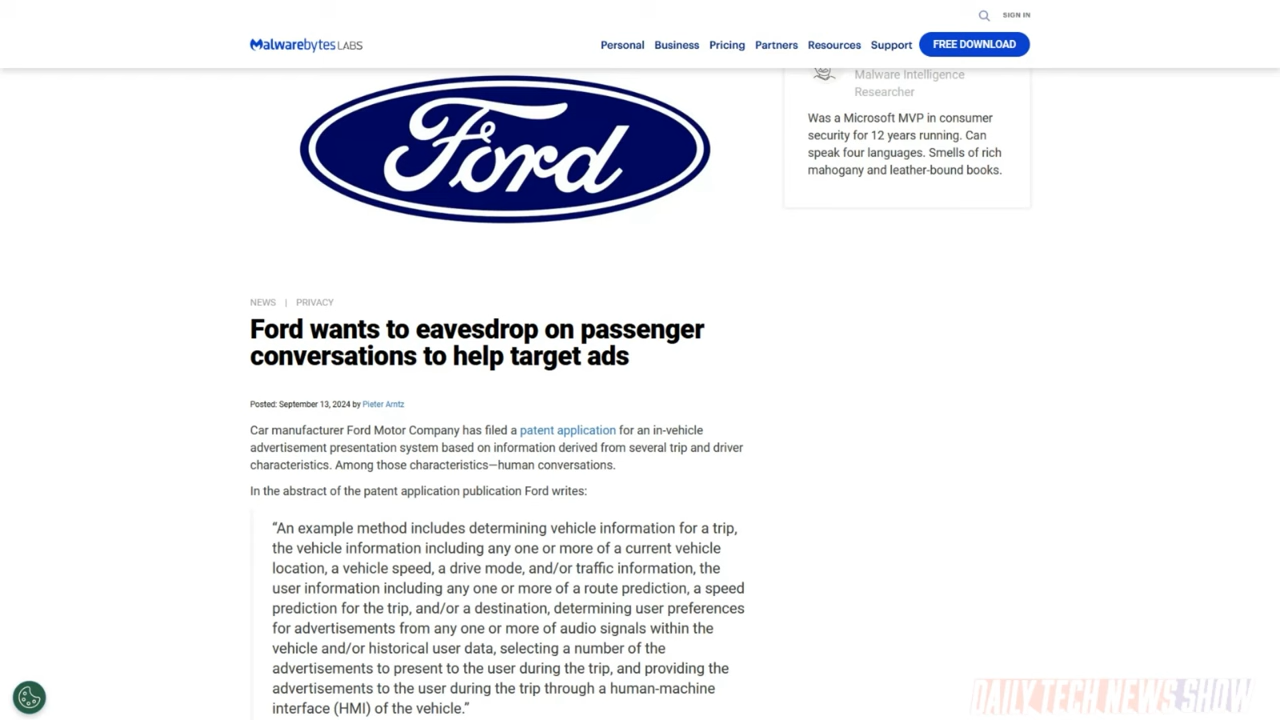 SIGN IN
Malwarebytes LABS
Personal Business Pricing Partners Resources Support FREE DOWNLOAD
Malware Intelligence
Researcher
Was a Microsoft MVP in consumer
security for 12 years running. Can
speak four languages. Smells of rich
mahogany and leather-bound books.
Ford
NEWS | PRIVACY
Ford wants to eavesdrop on passenger
conversations to help target ads
Posted: September 13, 2024 by Pieter Arntz
Car manufacturer Ford Motor Company has filed a patent application for an in-vehicle
advertisement presentation system based on information derived from several trip and driver
characteristics. Among those characteristics—human conversations.
In the abstract of the patent application publication Ford writes:
“An example method includes determining vehicle information for a trip,
the vehicle information including any one or more of a current vehicle
location, a vehicle speed, a drive mode, and/or traffic information, the
user information including any one or more of a route prediction, a speed
prediction for the trip, and/or a destination, determining user preferences
for advertisements from any one or more of audio signals within the
vehicle and/or historical user data, selecting a number of the
advertisements to present to the user during the trip, and providing the
advertisements to the user during the trip through a human-machine
interface (HMI) of the vehicle.”
DAILY TECH NEWS SHOW